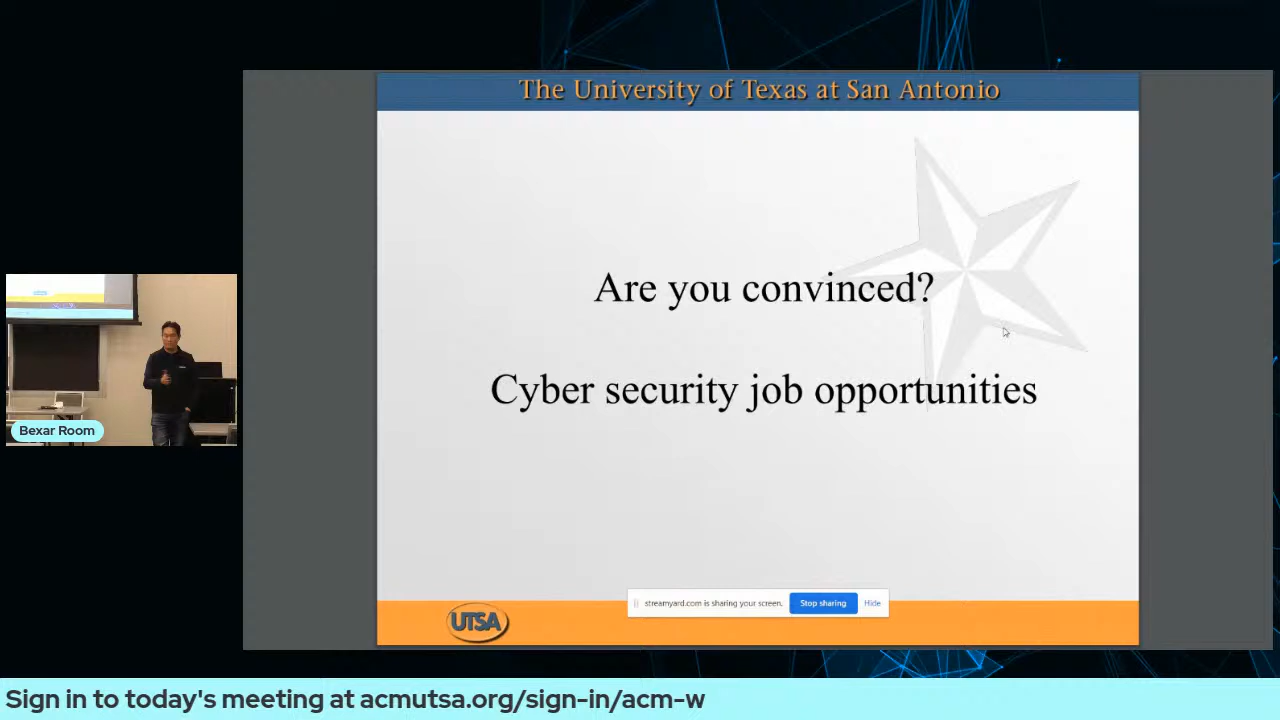 The University of Texas at San Antonio
Are you convinced?
Cyber security job opportunities
Bexar Room
streamyard.com is sharing your screen.
Stop sharing
Hide
UTSA
Sign in to today's meeting at acmutsa.org/sign-in/acm-w